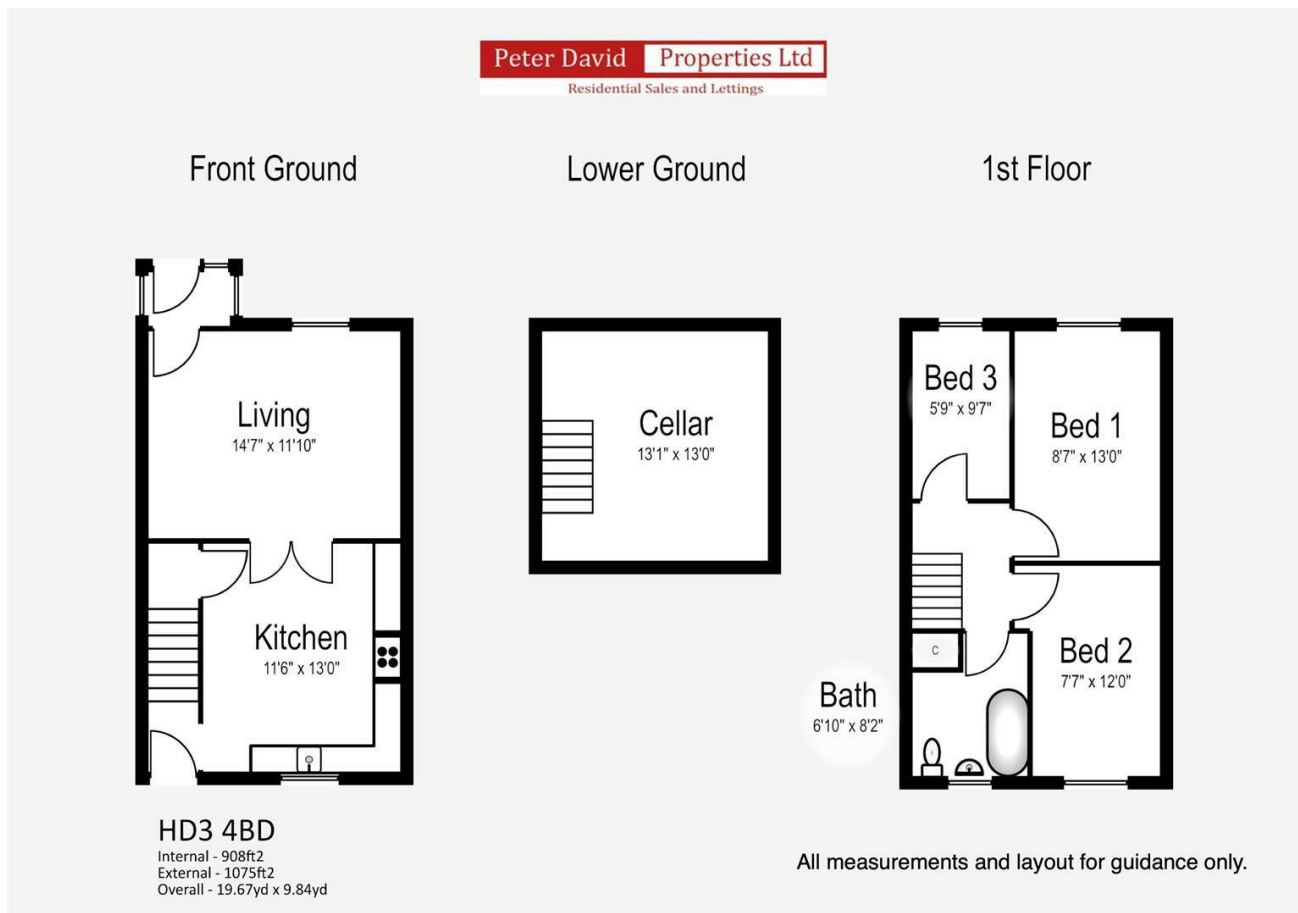 Peter David Properties Ltd
Residential Sales and Lettings
Front Ground
Lower Ground
1st Floor
Living
14'7" x 11'10"
Kitchen
11'6" x 13'0"
Cellar
13'1" x 13'0"
Bed 3
5'9" x 9'7"
Bed 1
8'7" x 13'0"
C
Bed 2
7'7" x 12'0"
Bath
6'10" x 8'2"
HD3 4BD
Internal - 908ft2
External - 1075ft2
Overall - 19.67yd x 9.84yd
All measurements and layout for guidance only.